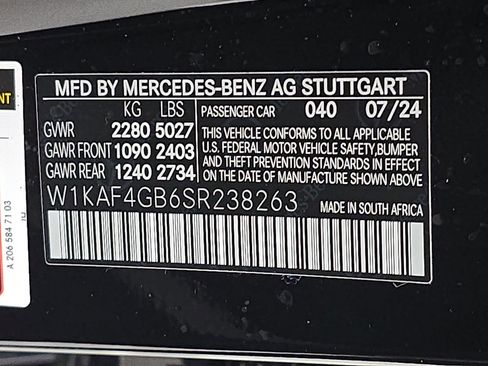 MFD BY MERCEDES-BENZ AG STUTTGART
KG LBS
PASSENGER CAR 040 07/24
GVWR 2280 5027
GAWR FRONT 1090 2403
GAWR REAR 1240 2734
THIS VEHICLE CONFORMS TO ALL APPLICABLE
U.S. FEDERAL MOTOR VEHICLE SAFETY, BUMPER
AND THEFT PREVENTION STANDARDS IN EFFECT
ON THE DATE OF MANUFACTURE SHOWN ABOVE.
W1KAF4GB6SR238263
MADE IN SOUTH AFRICA
A 206 584 71 03